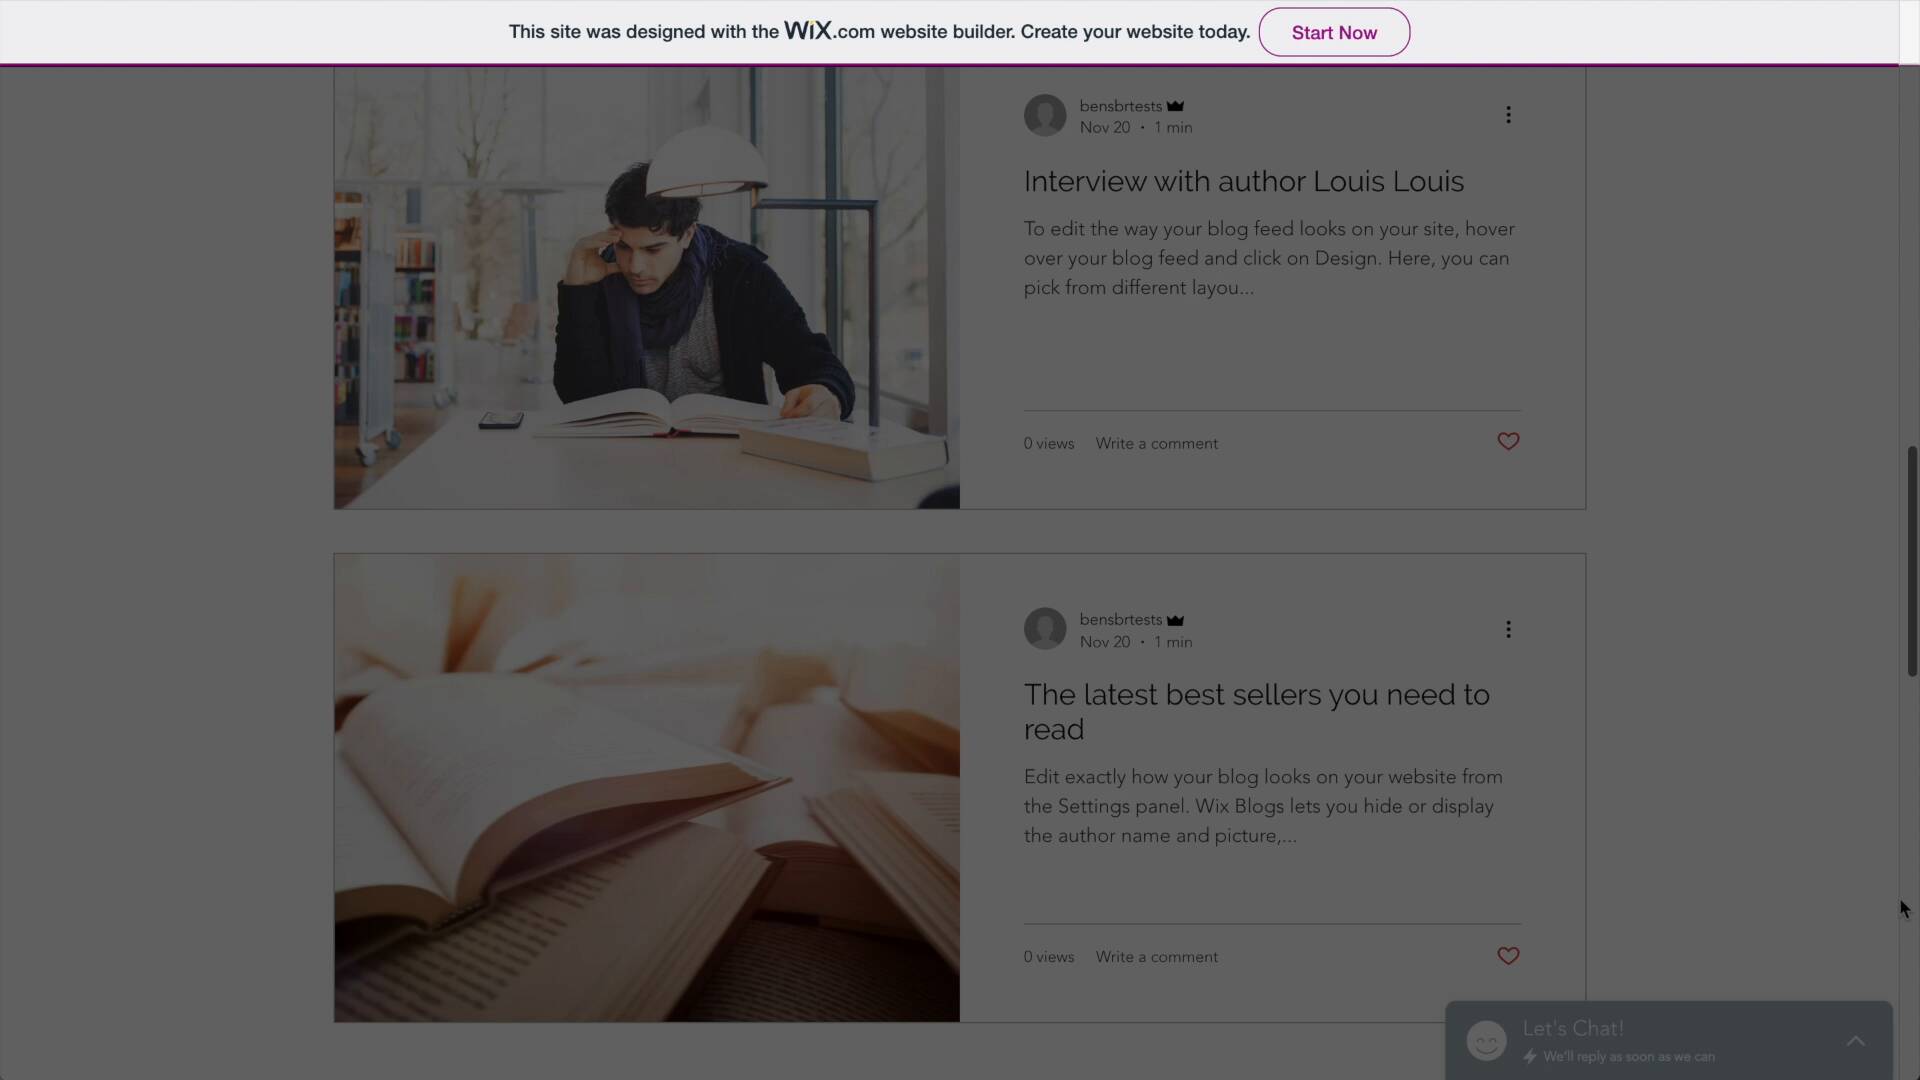 This site was designed with the WiX.com website builder. Create your website today. Start Now
bensbrtests
Nov 20 · 1 min
Interview with author Louis Louis
To edit the way your blog feed looks on your site, hover
over your blog feed and click on Design. Here, you can
pick from different layou...
0 views Write a comment
bensbrtests
Nov 20 · 1 min
The latest best sellers you need to
read
Edit exactly how your blog looks on your website from
the Settings panel. Wix Blogs lets you hide or display
the author name and picture,...
0 views Write a comment
Let's Chat!
We'll reply as soon as we can